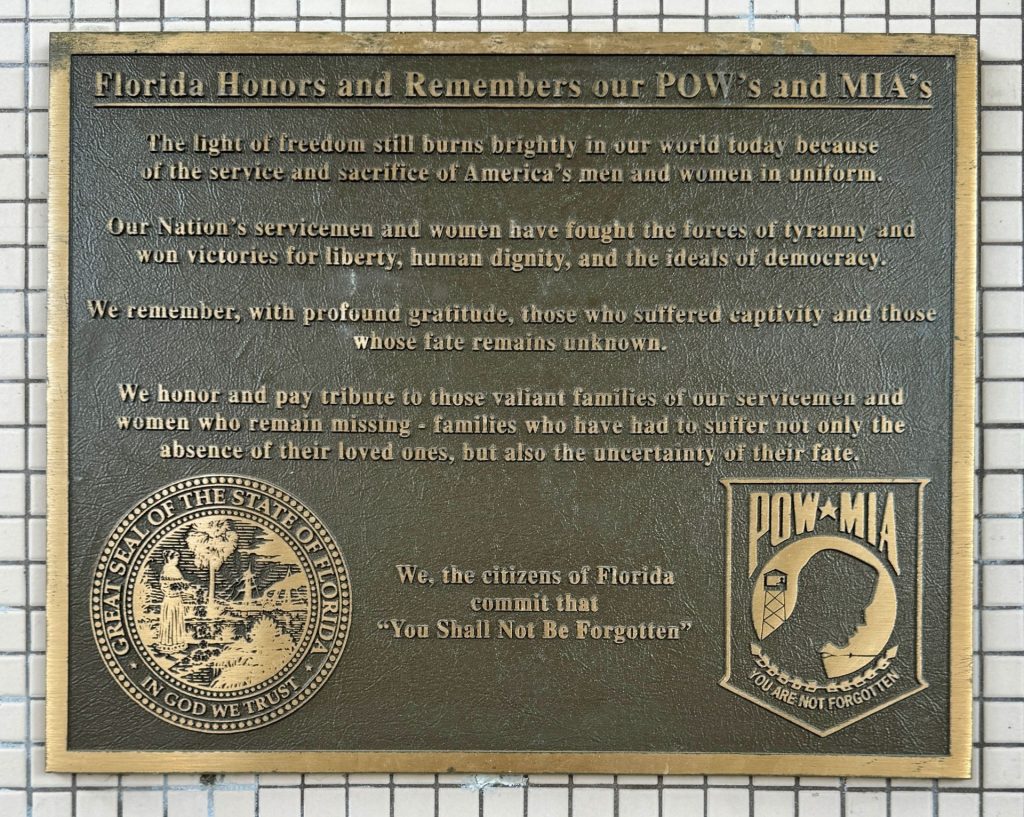 Florida Honors and Remembers our POW's and MIA's
The light of freedom still burns brightly in our world today because
of the service and sacrifice of America's men and women in uniform.
Our Nation's servicemen and women have fought the forces of tyranny and
won victories for liberty, human dignity, and the ideals of democracy.
We remember, with profound gratitude, those who suffered captivity and those
whose fate remains unknown.
We honor and pay tribute to those valiant families of our servicemen and
women who remain missing - families who have had to suffer not only the
absence of their loved ones, but also the uncertainty of their fate.
GREAT SEAL OF THE STATE OF FLORIDA
IN GOD WE TRUST
We, the citizens of Florida
commit that
"You Shall Not Be Forgotten"
POW★MIA
YOU ARE NOT FORGOTTEN